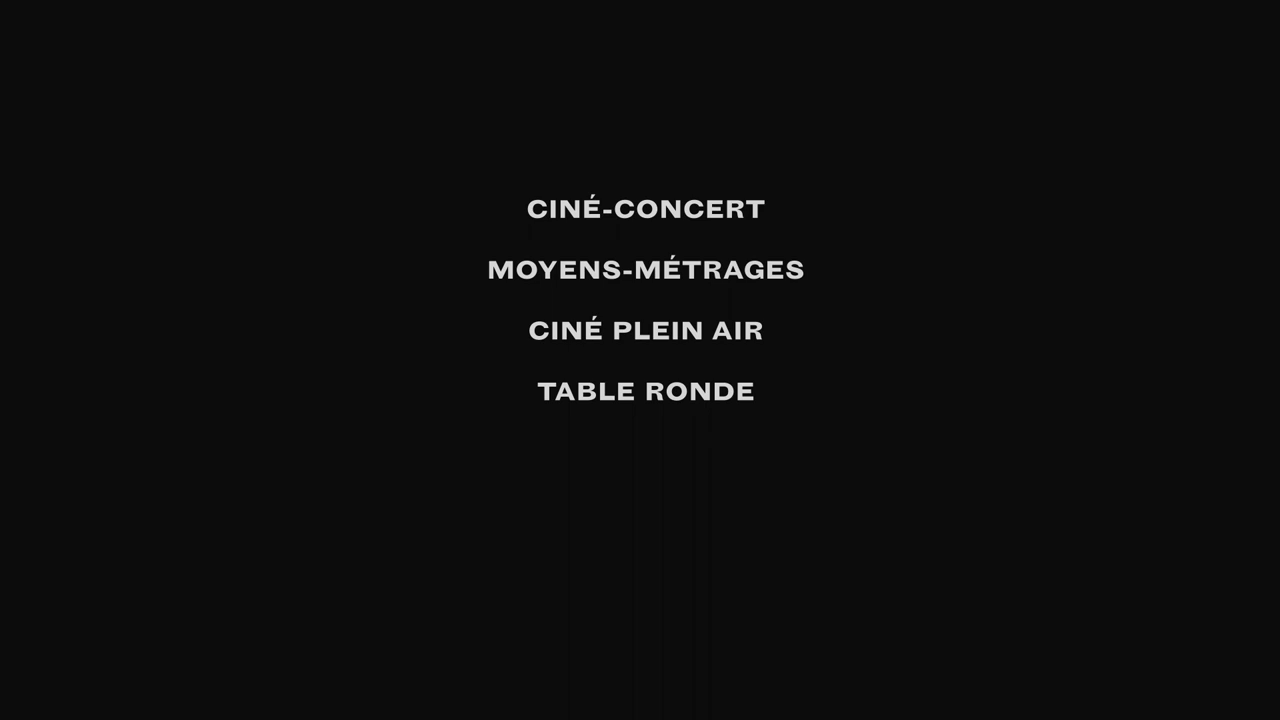 CINÉ-CONCERT
MOYENS-MÉTRAGES
CINÉ PLEIN AIR
TABLE RONDE